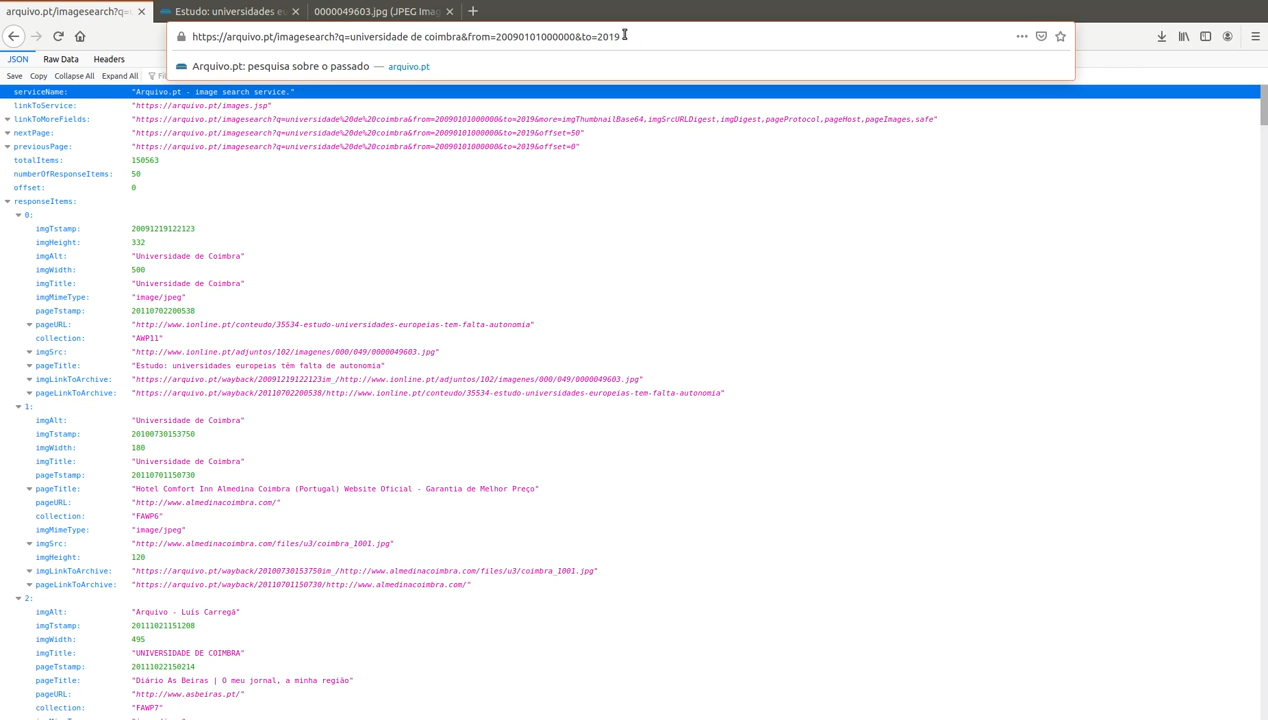 arquivo.pt/imagesearch?q=u
Estudo: universidades eu
0000049603.jpg (JPEG Imag
https://arquivo.pt/imagesearch?q=universidade de coimbra&from=20090101000000&to=2019
Arquivo.pt: pesquisa sobre o passado — arquivo.pt
JSON Raw Data Headers
Save Copy Collapse All Expand All
serviceName: "Arquivo.pt - image search service."
linkToService: "https://arquivo.pt/images.jsp"
linkToMoreFields: "https://arquivo.pt/imagesearch?q=universidade%20de%20coimbra&from=20090101000000&to=2019&more=imgThumbnailBase64,imgSrcURLDigest,imgDigest,pageProtocol,pageHost,pageImages,safe"
nextPage: "https://arquivo.pt/imagesearch?q=universidade%20de%20coimbra&from=20090101000000&to=2019&offset=50"
previousPage: "https://arquivo.pt/imagesearch?q=universidade%20de%20coimbra&from=20090101000000&to=2019&offset=0"
totalItems: 150563
numberOfResponseItems: 50
offset: 0
responseItems:
0:
imgTstamp: 20091219122123
imgHeight: 332
imgAlt: "Universidade de Coimbra"
imgWidth: 500
imgTitle: "Universidade de Coimbra"
imgMimeType: "image/jpeg"
pageTstamp: 20110702200538
pageURL: "http://www.ionline.pt/conteudo/35534-estudo-universidades-europeias-tem-falta-autonomia"
collection: "AWP11"
imgSrc: "http://www.ionline.pt/adjuntos/102/imagenes/000/049/0000049603.jpg"
pageTitle: "Estudo: universidades europeias têm falta de autonomia"
imgLinkToArchive: "https://arquivo.pt/wayback/20091219122123im_/http://www.ionline.pt/adjuntos/102/imagenes/000/049/0000049603.jpg"
pageLinkToArchive: "https://arquivo.pt/wayback/20110702200538/http://www.ionline.pt/conteudo/35534-estudo-universidades-europeias-tem-falta-autonomia"
1:
imgAlt: "Universidade de Coimbra"
imgTstamp: 20100730153750
imgWidth: 180
imgTitle: "Universidade de Coimbra"
pageTstamp: 20110701150730
pageTitle: "Hotel Comfort Inn Almedina Coimbra (Portugal) Website Oficial - Garantia de Melhor Preço"
pageURL: "http://www.almedinacoimbra.com/"
collection: "FAWP6"
imgMimeType: "image/jpeg"
imgSrc: "http://www.almedinacoimbra.com/files/u3/coimbra_1001.jpg"
imgHeight: 120
imgLinkToArchive: "https://arquivo.pt/wayback/20100730153750im_/http://www.almedinacoimbra.com/files/u3/coimbra_1001.jpg"
pageLinkToArchive: "https://arquivo.pt/wayback/20110701150730/http://www.almedinacoimbra.com/"
2:
imgAlt: "Arquivo - Luís Carregã"
imgTstamp: 20111021151208
imgWidth: 495
imgTitle: "UNIVERSIDADE DE COIMBRA"
pageTstamp: 20111022150214
pageTitle: "Diário As Beiras | O meu jornal, a minha região"
pageURL: "http://www.asbeiras.pt/"
collection: "FAWP7"